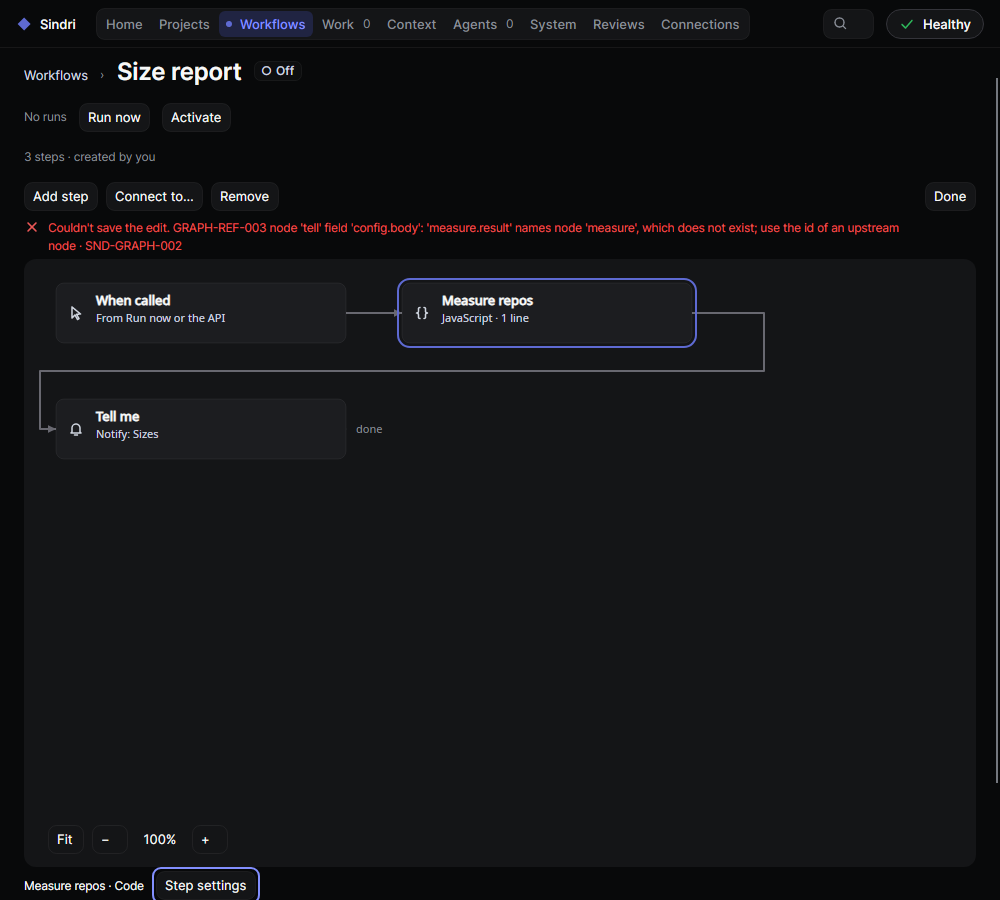 Sindri Home Projects Workflows Work 0 Context Agents 0 System Reviews Connections Healthy
Workflows › Size report Off
No runs Run now Activate
3 steps · created by you
Add step Connect to... Remove Done
Couldn't save the edit. GRAPH-REF-003 node 'tell' field 'config.body': 'measure.result' names node 'measure', which does not exist; use the id of an upstream
node · SND-GRAPH-002
When called
From Run now or the API
{} Measure repos
JavaScript · 1 line
Tell me
Notify: Sizes
done
Fit − 100% +
Measure repos · Code Step settings